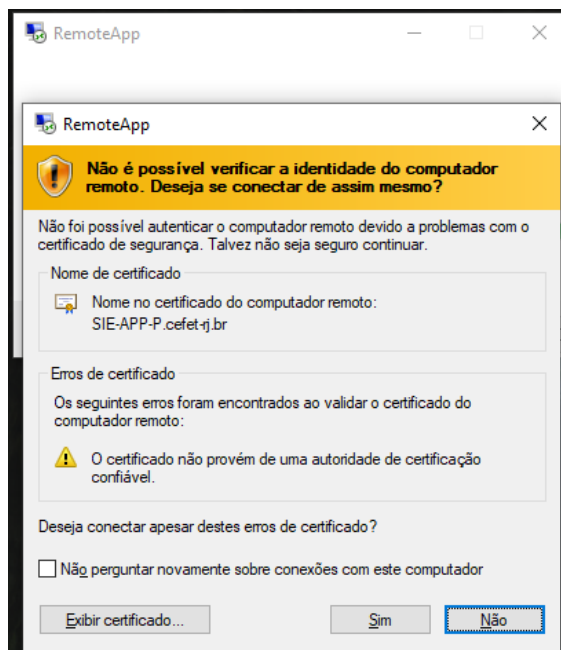 RemoteApp
RemoteApp
Não é possível verificar a identidade do computador
remoto. Deseja se conectar de assim mesmo?
Não foi possível autenticar o computador remoto devido a problemas com o
certificado de segurança. Talvez não seja seguro continuar.
Nome de certificado
Nome no certificado do computador remoto:
SIE-APP-P.cefet-rj.br
Erros de certificado
Os seguintes erros foram encontrados ao validar o certificado do
computador remoto:
O certificado não provém de uma autoridade de certificação
confiável.
Deseja conectar apesar destes erros de certificado?
Não perguntar novamente sobre conexões com este computador
Exibir certificado...
Sim
Não